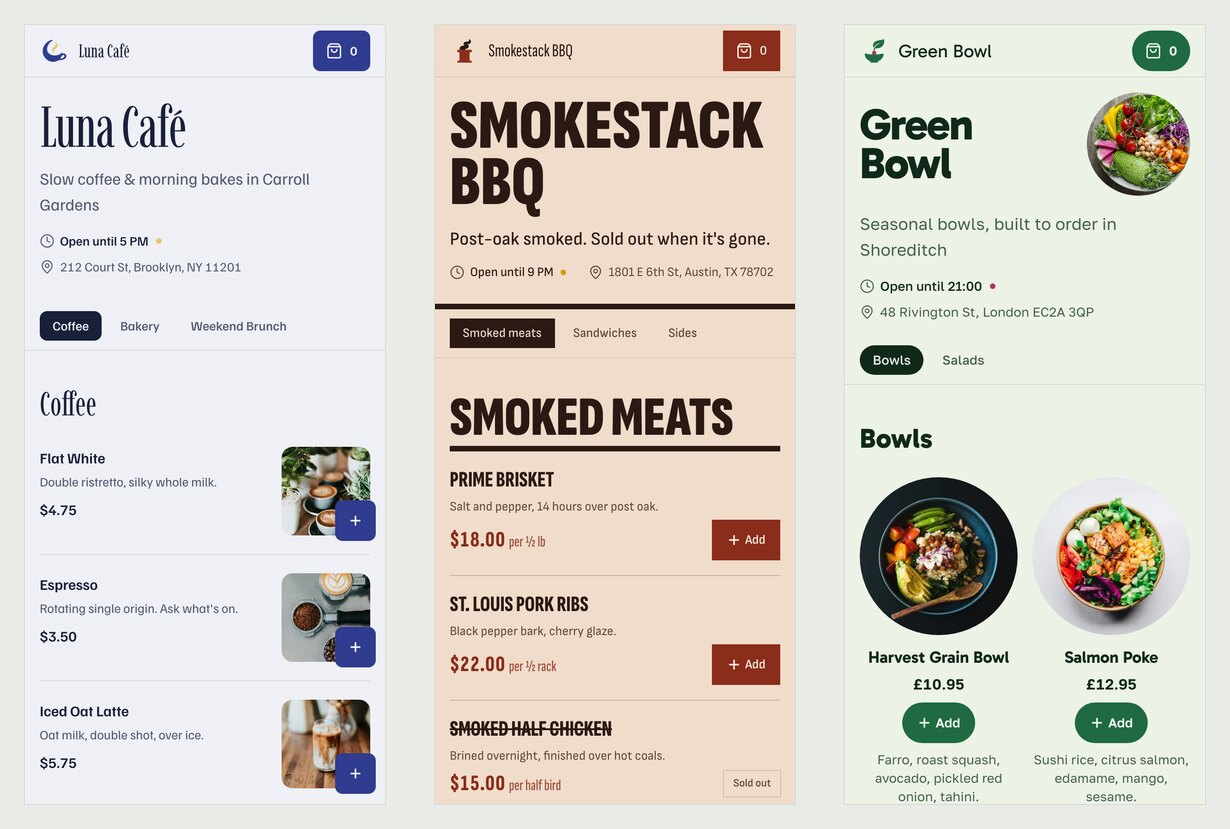 Luna Café
0
Luna Café
Slow coffee & morning bakes in Carroll
Gardens
Open until 5 PM
212 Court St, Brooklyn, NY 11201
Coffee
Bakery
Weekend Brunch
Coffee
Flat White
Double ristretto, silky whole milk.
$4.75
+
Espresso
Rotating single origin. Ask what's on.
$3.50
+
Iced Oat Latte
Oat milk, double shot, over ice.
$5.75
+
Smokestack BBQ
0
SMOKESTACK
BBQ
Post-oak smoked. Sold out when it's gone.
Open until 9 PM
1801 E 6th St, Austin, TX 78702
Smoked meats
Sandwiches
Sides
SMOKED MEATS
PRIME BRISKET
Salt and pepper, 14 hours over post oak.
$18.00 per ½ lb
+ Add
ST. LOUIS PORK RIBS
Black pepper bark, cherry glaze.
$22.00 per ½ rack
+ Add
SMOKED HALF CHICKEN
Brined overnight, finished over hot coals.
$15.00 per half bird
Sold out
Green Bowl
0
Green
Bowl
Seasonal bowls, built to order in
Shoreditch
Open until 21:00
48 Rivington St, London EC2A 3QP
Bowls
Salads
Bowls
Harvest Grain Bowl
£10.95
+ Add
Farro, roast squash,
avocado, pickled red
onion, tahini.
Salmon Poke
£12.95
+ Add
Sushi rice, citrus salmon,
edamame, mango,
sesame.